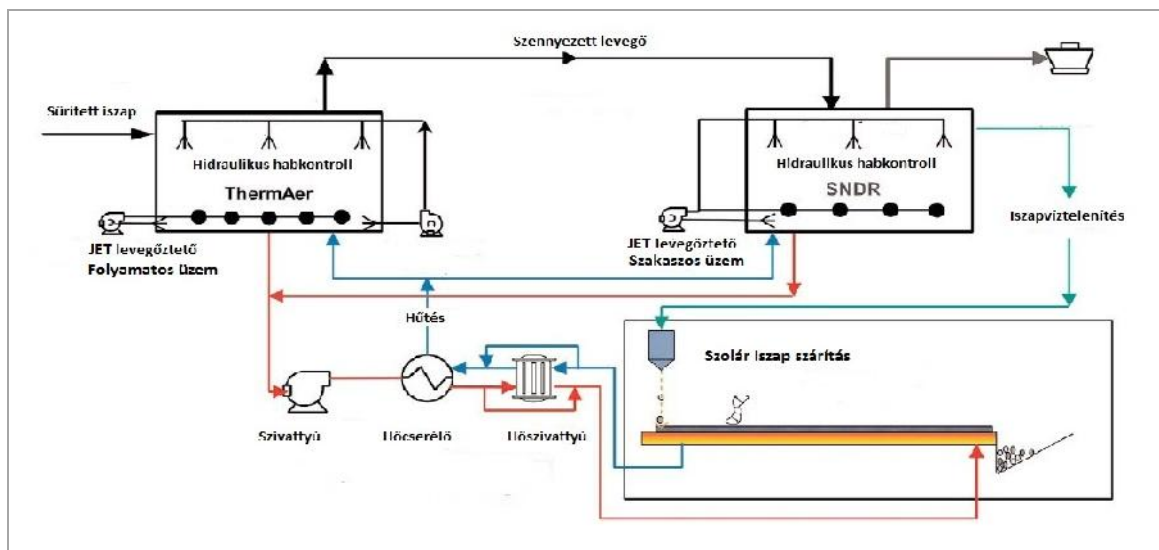 Szennyezett levegő
Sűrített iszap
Hidraulikus habkontroll
ThermAer
Hidraulikus habkontroll
SNDR
JET levegőztető
Folyamatos üzem
JET levegőztető
Szakaszos üzem
Iszapvíztelenítés
Hűtés
Szolár Iszap szárítás
Szivattyú
Hőcserélő
Hőszivattyú